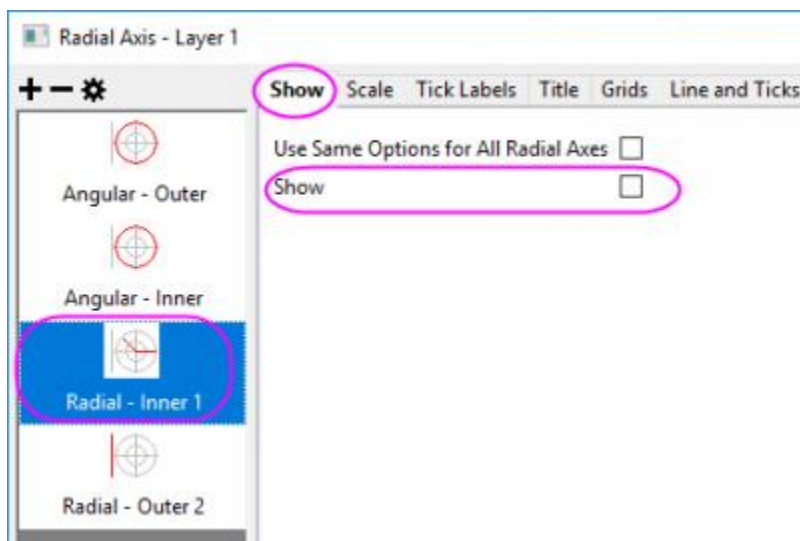 Radial Axis - Layer 1
Show Scale Tick Labels Title Grids Line and Ticks
Use Same Options for All Radial Axes
Show
Angular - Outer
Angular - Inner
Radial - Inner 1
Radial - Outer 2